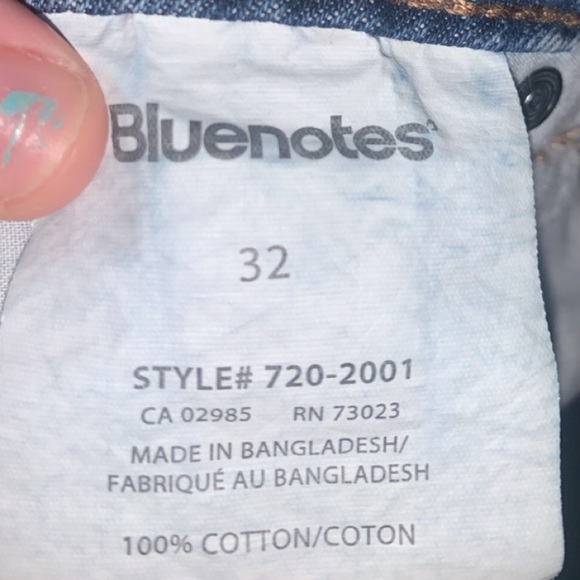 Bluenotes
32
STYLE# 720-2001
CA 02985 RN 73023
MADE IN BANGLADESH/
FABRIQUÉ AU BANGLADESH
100% COTTON/COTON